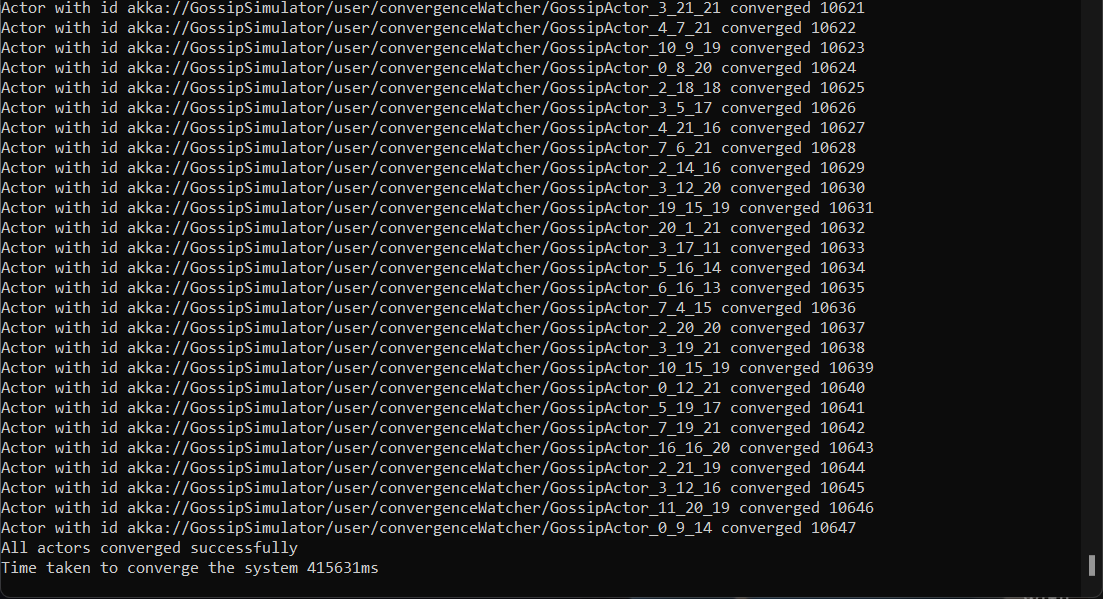 Actor with id akka://GossipSimulator/user/convergenceWatcher/GossipActor_3_21_21 converged 10621
Actor with id akka://GossipSimulator/user/convergenceWatcher/GossipActor_4_7_21 converged 10622
Actor with id akka://GossipSimulator/user/convergenceWatcher/GossipActor_10_9_19 converged 10623
Actor with id akka://GossipSimulator/user/convergenceWatcher/GossipActor_0_8_20 converged 10624
Actor with id akka://GossipSimulator/user/convergenceWatcher/GossipActor_2_18_18 converged 10625
Actor with id akka://GossipSimulator/user/convergenceWatcher/GossipActor_3_5_17 converged 10626
Actor with id akka://GossipSimulator/user/convergenceWatcher/GossipActor_4_21_16 converged 10627
Actor with id akka://GossipSimulator/user/convergenceWatcher/GossipActor_7_6_21 converged 10628
Actor with id akka://GossipSimulator/user/convergenceWatcher/GossipActor_2_14_16 converged 10629
Actor with id akka://GossipSimulator/user/convergenceWatcher/GossipActor_3_12_20 converged 10630
Actor with id akka://GossipSimulator/user/convergenceWatcher/GossipActor_19_15_19 converged 10631
Actor with id akka://GossipSimulator/user/convergenceWatcher/GossipActor_20_1_21 converged 10632
Actor with id akka://GossipSimulator/user/convergenceWatcher/GossipActor_3_17_11 converged 10633
Actor with id akka://GossipSimulator/user/convergenceWatcher/GossipActor_5_16_14 converged 10634
Actor with id akka://GossipSimulator/user/convergenceWatcher/GossipActor_6_16_13 converged 10635
Actor with id akka://GossipSimulator/user/convergenceWatcher/GossipActor_7_4_15 converged 10636
Actor with id akka://GossipSimulator/user/convergenceWatcher/GossipActor_2_20_20 converged 10637
Actor with id akka://GossipSimulator/user/convergenceWatcher/GossipActor_3_19_21 converged 10638
Actor with id akka://GossipSimulator/user/convergenceWatcher/GossipActor_10_15_19 converged 10639
Actor with id akka://GossipSimulator/user/convergenceWatcher/GossipActor_0_12_21 converged 10640
Actor with id akka://GossipSimulator/user/convergenceWatcher/GossipActor_5_19_17 converged 10641
Actor with id akka://GossipSimulator/user/convergenceWatcher/GossipActor_7_19_21 converged 10642
Actor with id akka://GossipSimulator/user/convergenceWatcher/GossipActor_16_16_20 converged 10643
Actor with id akka://GossipSimulator/user/convergenceWatcher/GossipActor_2_21_19 converged 10644
Actor with id akka://GossipSimulator/user/convergenceWatcher/GossipActor_3_12_16 converged 10645
Actor with id akka://GossipSimulator/user/convergenceWatcher/GossipActor_11_20_19 converged 10646
Actor with id akka://GossipSimulator/user/convergenceWatcher/GossipActor_0_9_14 converged 10647
All actors converged successfully
Time taken to converge the system 415631ms